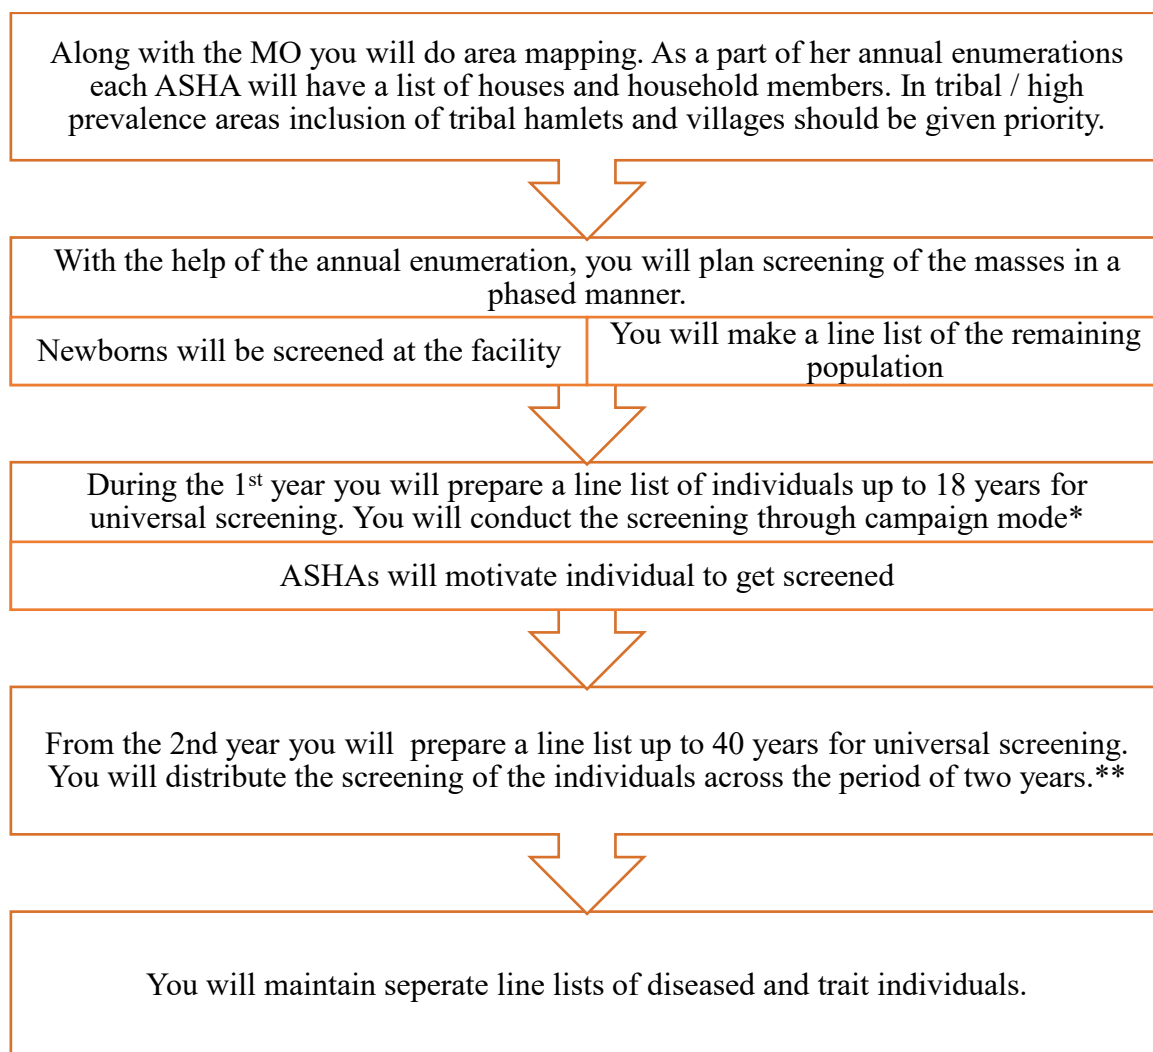 Along with the MO you will do area mapping. As a part of her annual enumerations
each ASHA will have a list of houses and household members. In tribal / high
prevalence areas inclusion of tribal hamlets and villages should be given priority.
With the help of the annual enumeration, you will plan screening of the masses in a
phased manner.
Newborns will be screened at the facility
You will make a line list of the remaining
population
During the 1st year you will prepare a line list of individuals up to 18 years for
universal screening. You will conduct the screening through campaign mode*
ASHAs will motivate individual to get screened
From the 2nd year you will  prepare a line list up to 40 years for universal screening.
You will distribute the screening of the individuals across the period of two years.**
You will maintain seperate line lists of diseased and trait individuals.